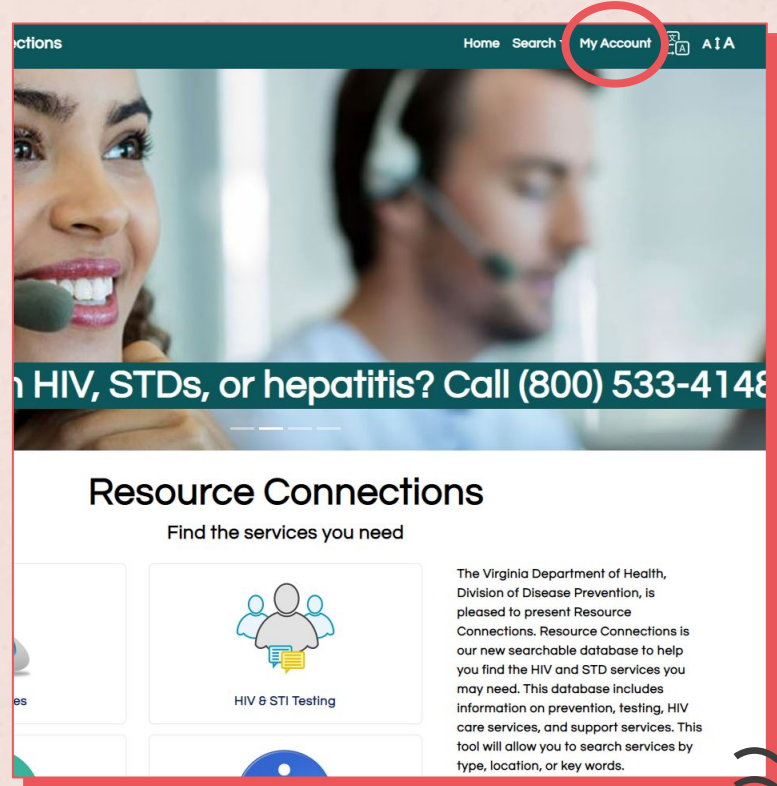 ections
Home Search My Account 文A A↕A
n HIV, STDs, or hepatitis? Call (800) 533-4148
Resource Connections
Find the services you need
es
HIV & STI Testing
The Virginia Department of Health,
Division of Disease Prevention, is
pleased to present Resource
Connections. Resource Connections is
our new searchable database to help
you find the HIV and STD services you
may need. This database includes
information on prevention, testing, HIV
care services, and support services. This
tool will allow you to search services by
type, location, or key words.